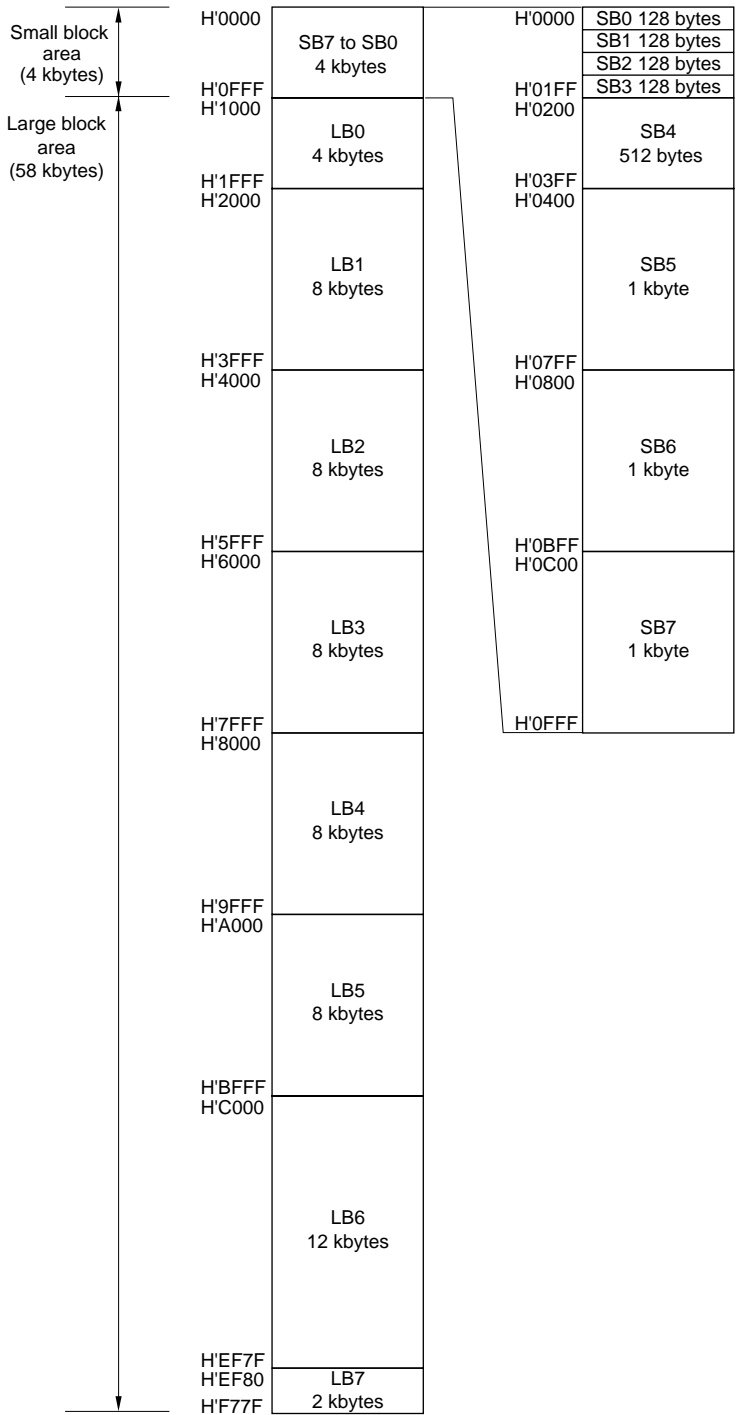 Small block
area
(4 kbytes)
Large block
area
(58 kbytes)
H'0000
SB7 to SB0
4 kbytes
H'0FFF
H'1000
LB0
4 kbytes
H'1FFF
H'2000
LB1
8 kbytes
H'3FFF
H'4000
LB2
8 kbytes
H'5FFF
H'6000
LB3
8 kbytes
H'7FFF
H'8000
LB4
8 kbytes
H'9FFF
H'A000
LB5
8 kbytes
H'BFFF
H'C000
LB6
12 kbytes
H'EF7F
H'EF80
LB7
2 kbytes
H'F77F
H'0000
SB0 128 bytes
SB1 128 bytes
SB2 128 bytes
SB3 128 bytes
H'01FF
H'0200
SB4
512 bytes
H'03FF
H'0400
SB5
1 kbyte
H'07FF
H'0800
SB6
1 kbyte
H'0BFF
H'0C00
SB7
1 kbyte
H'0FFF